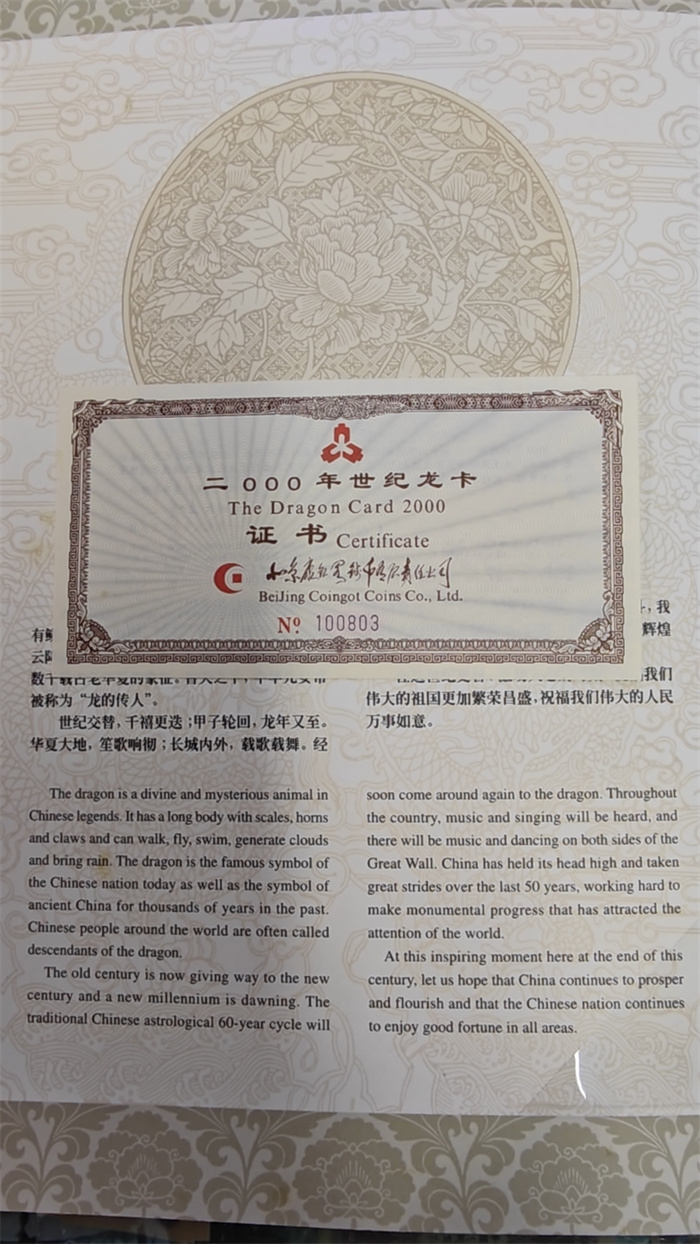 二000年世纪龙卡
The Dragon Card 2000
证书 Certificate
BeiJing Coingot Coins Co., Ltd.
Nº 100803
有
云
被称为“龙的传人”。
世纪交替，千禧更迭；甲子轮回，龙年又至。
华夏大地，笙歌响彻；长城内外，载歌载舞。经
，我
辉煌
我们
伟大的祖国更加繁荣昌盛，祝福我们伟大的人民
万事如意。
The dragon is a divine and mysterious animal in
Chinese legends. It has a long body with scales, horns
and claws and can walk, fly, swim, generate clouds
and bring rain. The dragon is the famous symbol of
the Chinese nation today as well as the symbol of
ancient China for thousands of years in the past.
Chinese people around the world are often called
descendants of the dragon.
The old century is now giving way to the new
century and a new millennium is dawning. The
traditional Chinese astrological 60-year cycle will
soon come around again to the dragon. Throughout
the country, music and singing will be heard, and
there will be music and dancing on both sides of the
Great Wall. China has held its head high and taken
great strides over the last 50 years, working hard to
make monumental progress that has attracted the
attention of the world.
At this inspiring moment here at the end of this
century, let us hope that China continues to prosper
and flourish and that the Chinese nation continues
to enjoy good fortune in all areas.